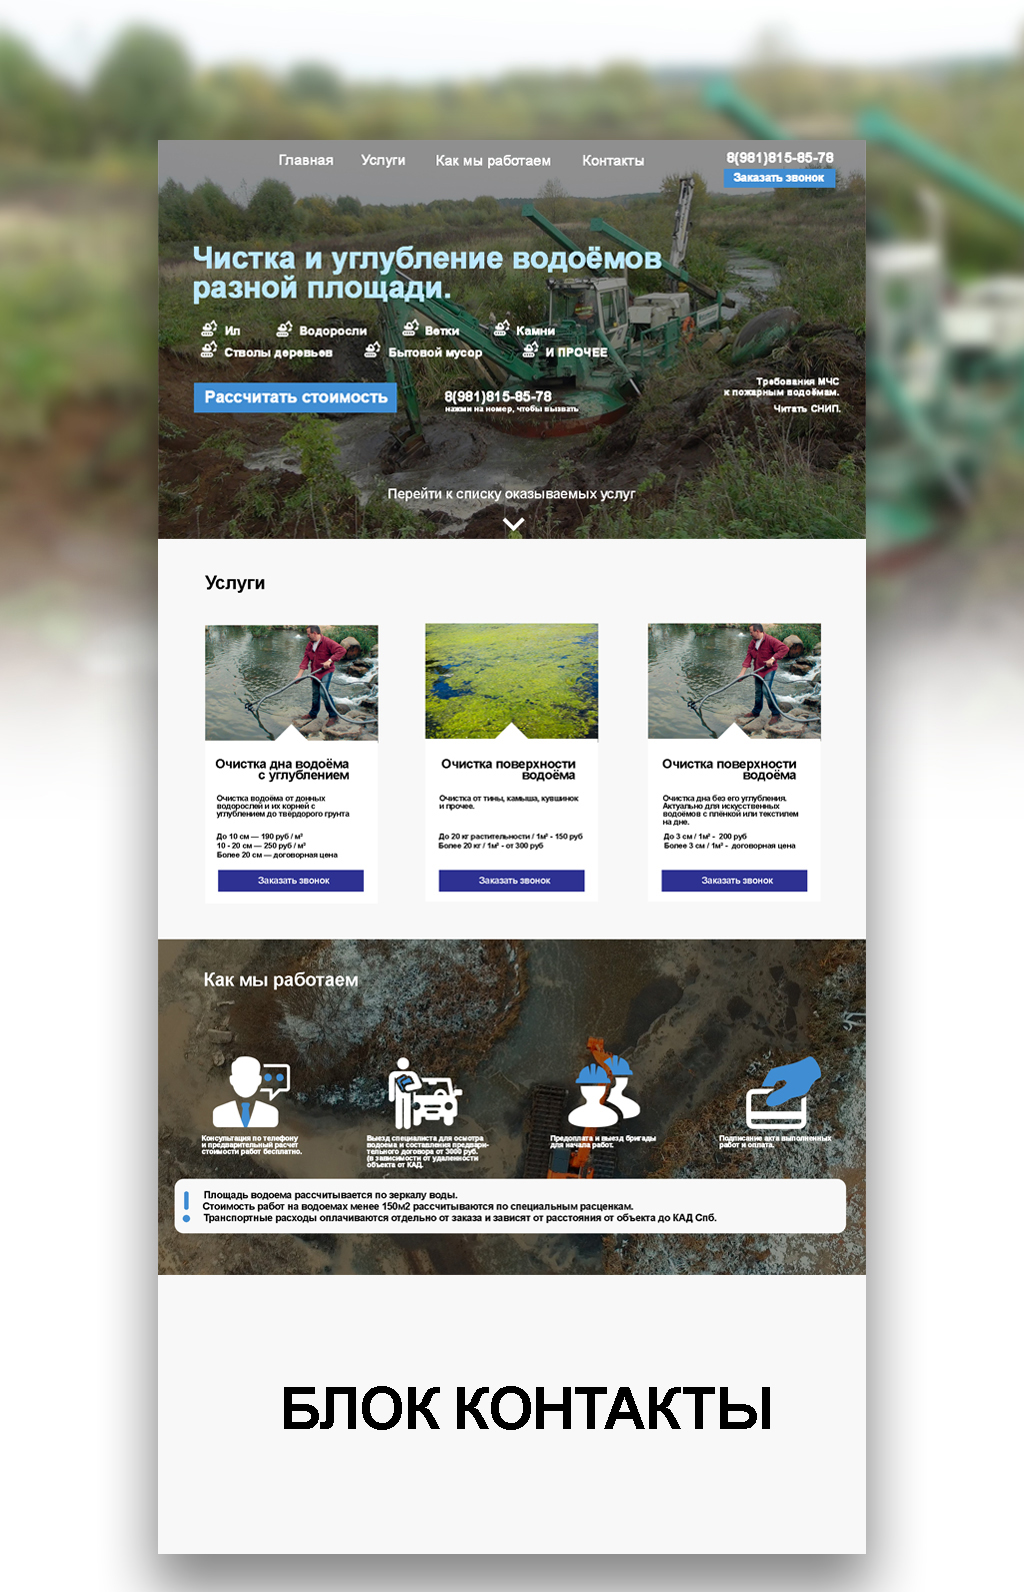 Главная Услуги Как мы работаем Контакты 8(981)815-85-78
Заказать звонок
Чистка и углубление водоёмов
разной площади.
Ил Водоросли Ветки Камни
Стволы деревьев Бытовой мусор И ПРОЧЕЕ
Рассчитать стоимость
8(981)815-85-78
нажми на номер, чтобы вызвать
Требования МЧС
к пожарным водоёмам.
Читать СНИП.
Перейти к списку оказываемых услуг
Услуги
Очистка дна водоёма
с углублением
Очистка водоёма от донных
водорослей и их корней с
углублением до твёрдого грунта
До 10 см — 190 руб / м²
10 - 20 см — 250 руб / м²
Более 20 см — договорная цена
Заказать звонок
Очистка поверхности
водоёма
Очистка от тины, камыша, кувшинок
и прочее.
До 20 кг растительности / 1м² - 150 руб
Более 20 кг / 1м² - от 300 руб
Заказать звонок
Очистка поверхности
водоёма
Очистка дна без его углубления.
Актуально для искусственных
водоёмов с плёнкой или текстилем
на дне.
До 3 см / 1м² - 200 руб
Более 3 см / 1м² - договорная цена
Заказать звонок
Как мы работаем
Консультация по телефону
и предварительный расчет
стоимости работ бесплатно.
Выезд специалиста для осмотра
водоема и составления предвари-
тельного договора от 3000 руб.
(в зависимости от удаленности
объекта от КАД.
Предоплата и выезд бригады
для начала работ.
Подписание акта выполненных
работ и оплата.
Площадь водоема рассчитывается по зеркалу воды.
Стоимость работ на водоемах менее 150м2 рассчитываются по специальным расценкам.
Транспортные расходы оплачиваются отдельно от заказа и зависят от расстояния от объекта до КАД Спб.
БЛОК КОНТАКТЫ